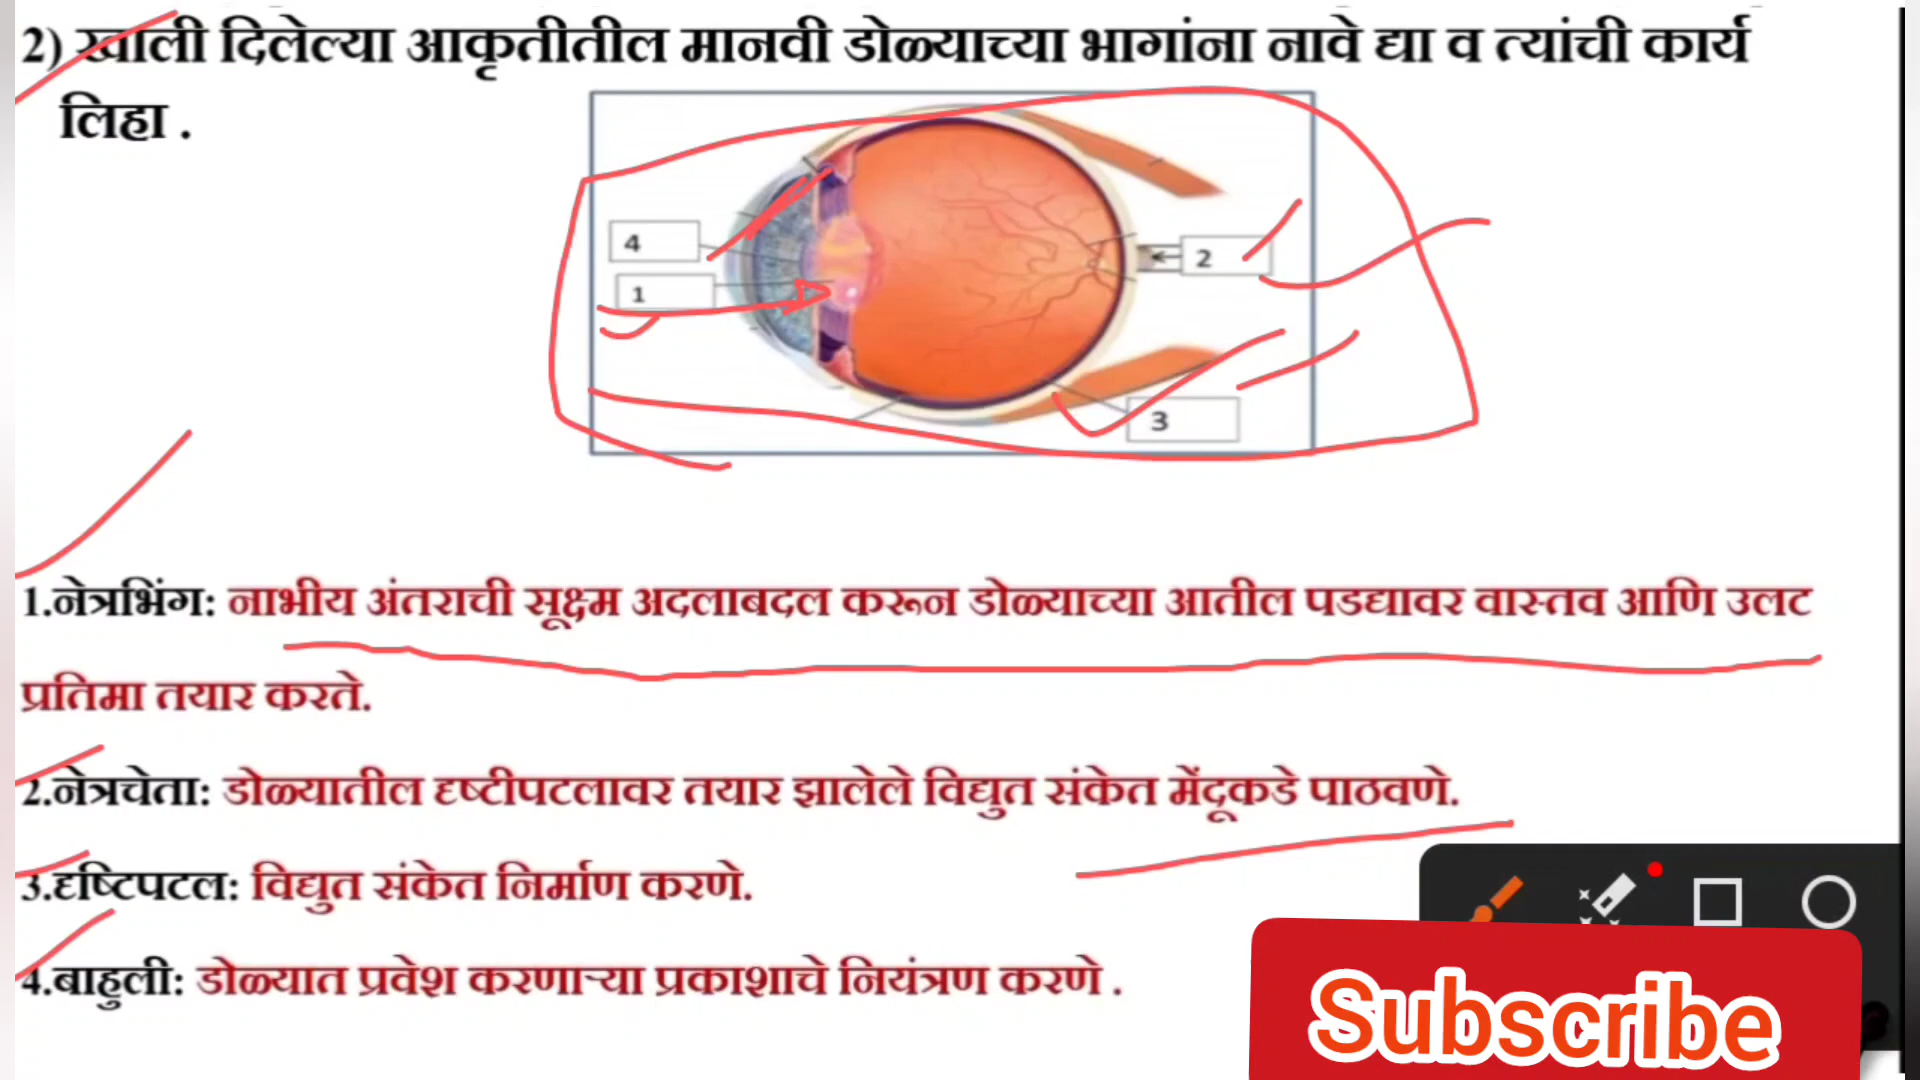 2) खाली दिलेल्या आकृतीतील मानवी डोळ्याच्या भागांना नावे द्या व त्यांची कार्य
लिहा .
4
1
2
3
1.नेत्रभिंग: नाभीय अंतराची सूक्ष्म अदलाबदल करून डोळ्याच्या आतील पडद्यावर वास्तव आणि उलट
प्रतिमा तयार करते.
2.नेत्रचेता: डोळ्यातील दृष्टीपटलावर तयार झालेले विद्युत संकेत मेंदूकडे पाठवणे.
3.दृष्टिपटल: विद्युत संकेत निर्माण करणे.
4.बाहुली: डोळ्यात प्रवेश करणाऱ्या प्रकाशाचे नियंत्रण करणे .
Subscribe